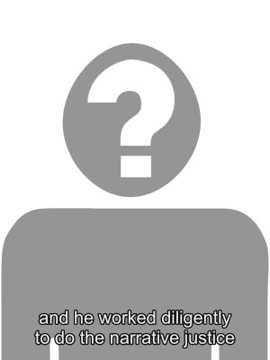 ?
and he worked diligently
to do the narrative justice